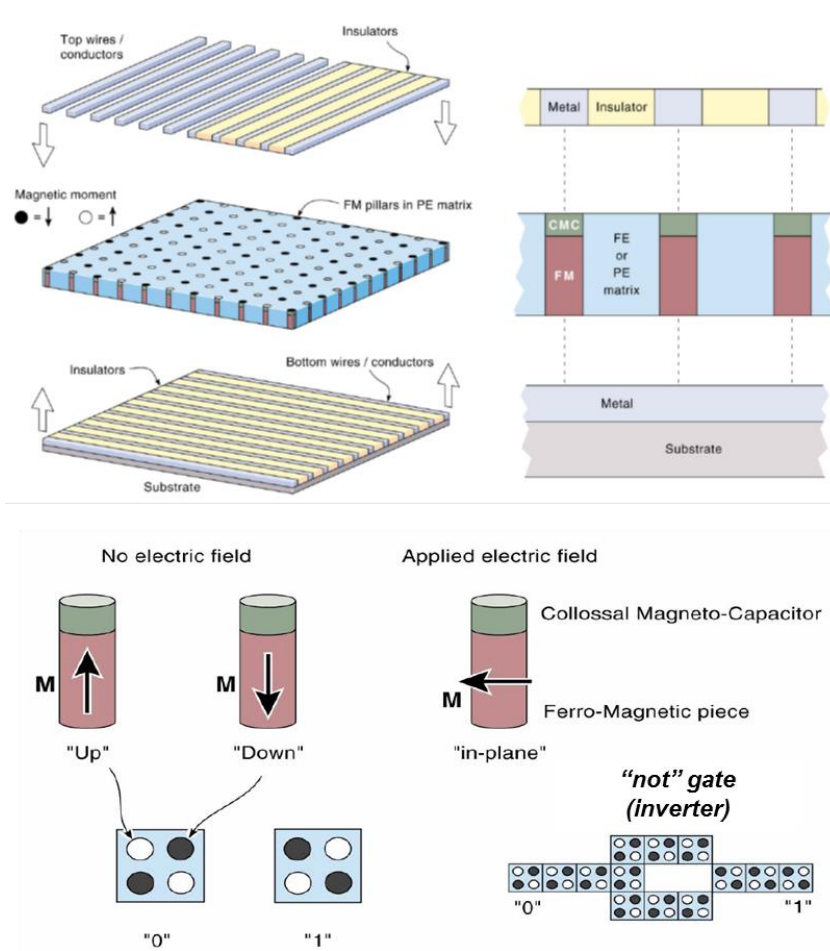 Top wires /
conductors
Insulators
Magnetic moment
● = ↓ ○ = ↑
FM pillars in PE matrix
Insulators
Bottom wires / conductors
Substrate
Metal
Insulator
CMC
FM
FE
or
PE
matrix
Metal
Substrate
No electric field
Applied electric field
M
M
M
Collossal Magneto-Capacitor
Ferro-Magnetic piece
"Up"
"Down"
"in-plane"
“not” gate
(inverter)
"0"
"1"
"0"
"1"